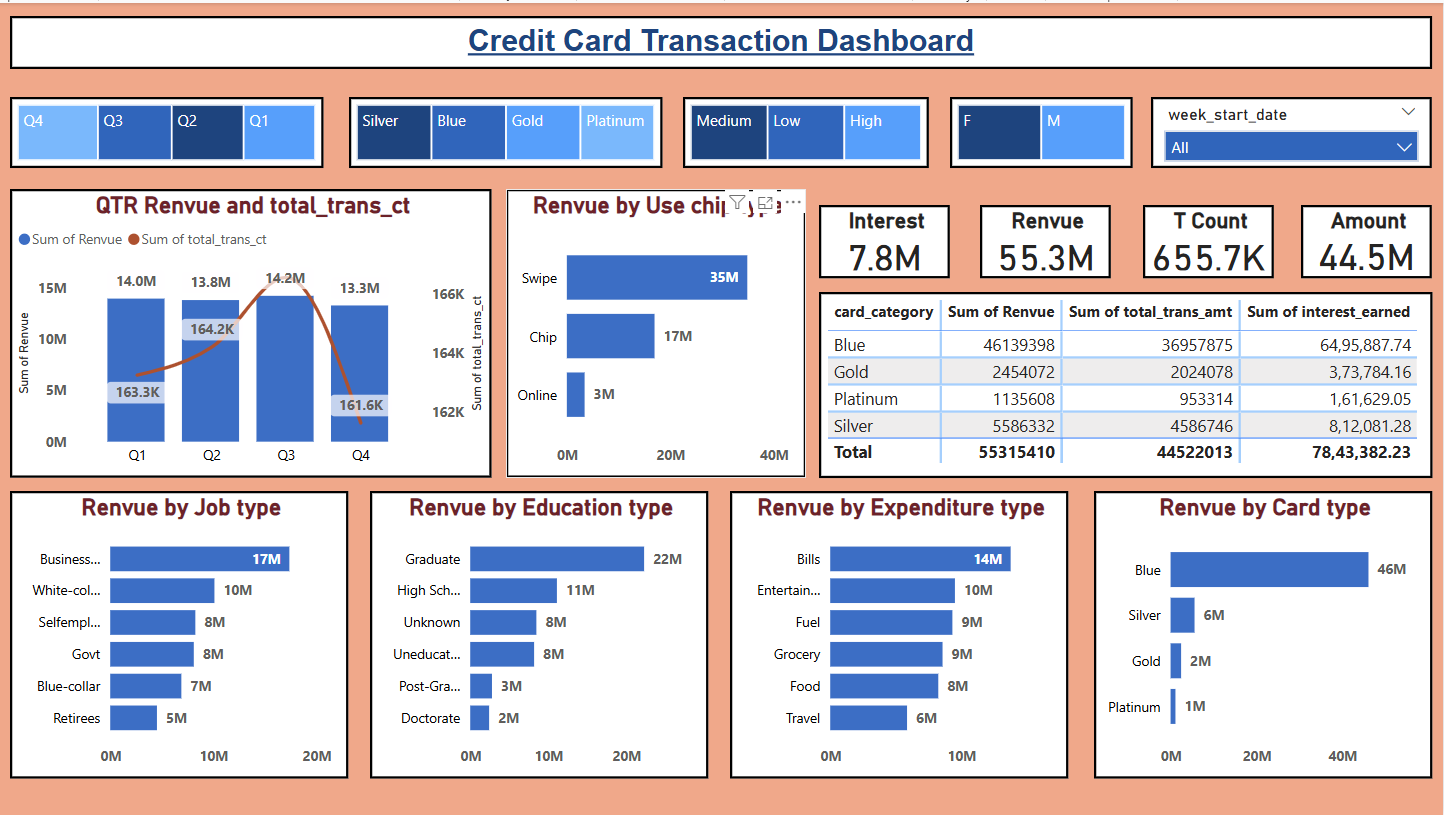 Credit Card Transaction Dashboard
Q4 Q3 Q2 Q1
Silver Blue Gold Platinum
Medium Low High
F M
week_start_date
All
QTR Renvue and total_trans_ct
Sum of Renvue Sum of total_trans_ct
Sum of Renvue
15M
10M
5M
0M
14.0M 13.8M 14.2M 13.3M
163.3K 164.2K 161.6K
166K
164K
162K
Sum of total_trans_ct
Q1 Q2 Q3 Q4
Renvue by Use chip type
Swipe 35M
Chip 17M
Online 3M
0M 20M 40M
Interest
7.8M
Renvue
55.3M
T Count
655.7K
Amount
44.5M
card_category Sum of Renvue Sum of total_trans_amt Sum of interest_earned
Blue 46139398 36957875 64,95,887.74
Gold 2454072 2024078 3,73,784.16
Platinum 1135608 953314 1,61,629.05
Silver 5586332 4586746 8,12,081.28
Total 55315410 44522013 78,43,382.23
Renvue by Job type
Business... 17M
White-col... 10M
Selfempl... 8M
Govt 8M
Blue-collar 7M
Retirees 5M
0M 10M 20M
Renvue by Education type
Graduate 22M
High Sch... 11M
Unknown 8M
Uneducat... 8M
Post-Gra... 3M
Doctorate 2M
0M 10M 20M
Renvue by Expenditure type
Bills 14M
Entertain... 10M
Fuel 9M
Grocery 9M
Food 8M
Travel 6M
0M 10M
Renvue by Card type
Blue 46M
Silver 6M
Gold 2M
Platinum 1M
0M 20M 40M